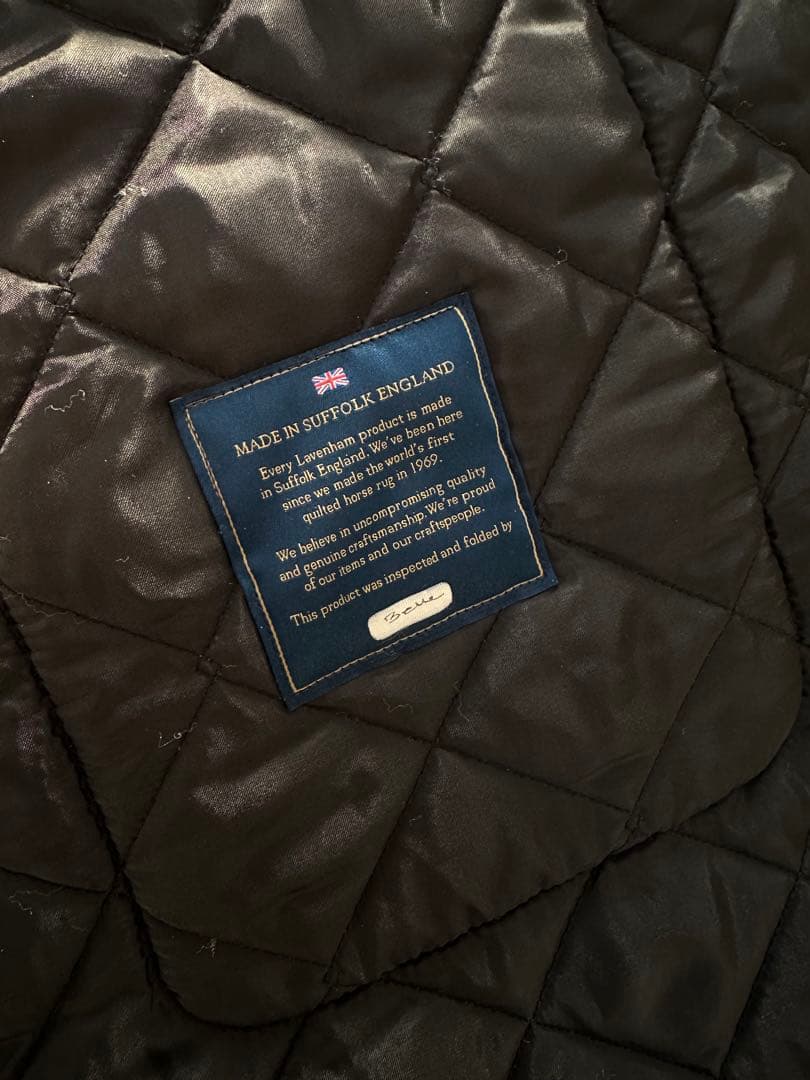 MADE IN SUFFOLK ENGLAND
Every Lavenham product is made
in Suffolk England. We've been here
since we made the world's first
quilted horse rug in 1969.
We believe in uncompromising quality
and genuine craftsmanship. We're proud
of our items and our craftspeople.
This product was inspected and folded by